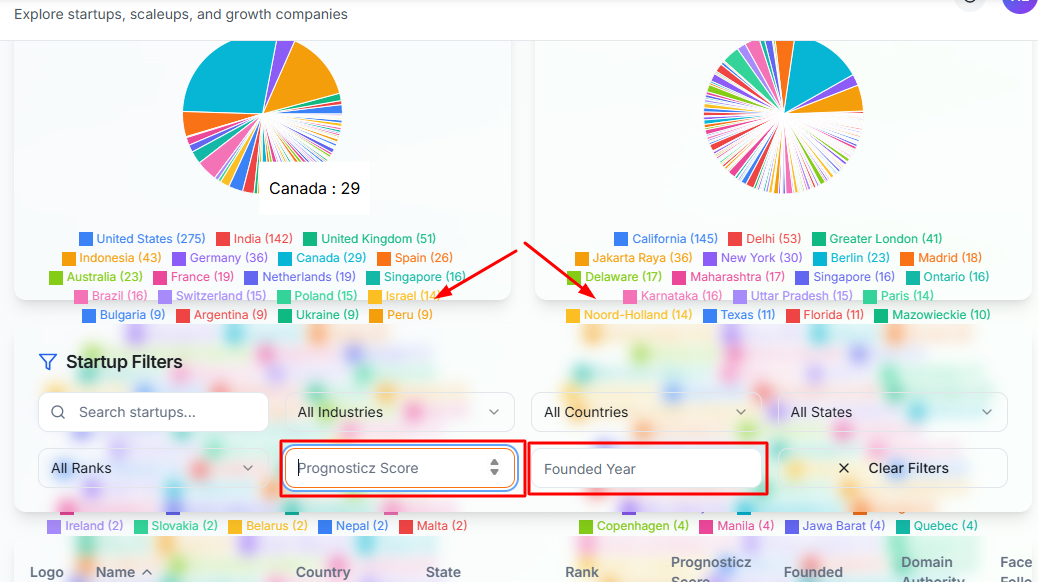 Explore startups, scaleups, and growth companies
Canada : 29
United States (275) India (142) United Kingdom (51)
Indonesia (43) Germany (36) Canada (29) Spain (26)
Australia (23) France (19) Netherlands (19) Singapore (16)
Brazil (16) Switzerland (15) Poland (15) Israel (14)
Bulgaria (9) Argentina (9) Ukraine (9) Peru (9)
California (145) Delhi (53) Greater London (41)
Jakarta Raya (36) New York (30) Berlin (23) Madrid (18)
Delaware (17) Maharashtra (17) Singapore (16) Ontario (16)
Karnataka (16) Uttar Pradesh (15) Paris (14)
Noord-Holland (14) Texas (11) Florida (11) Mazowieckie (10)
Startup Filters
Search startups... All Industries All Countries All States
All Ranks Prognosticz Score Founded Year Clear Filters
Ireland (2) Slovakia (2) Belarus (2) Nepal (2) Malta (2)
Copenhagen (4) Manila (4) Jawa Barat (4) Quebec (4)
Logo Name Country State Rank Prognosticz Founded Domain Face